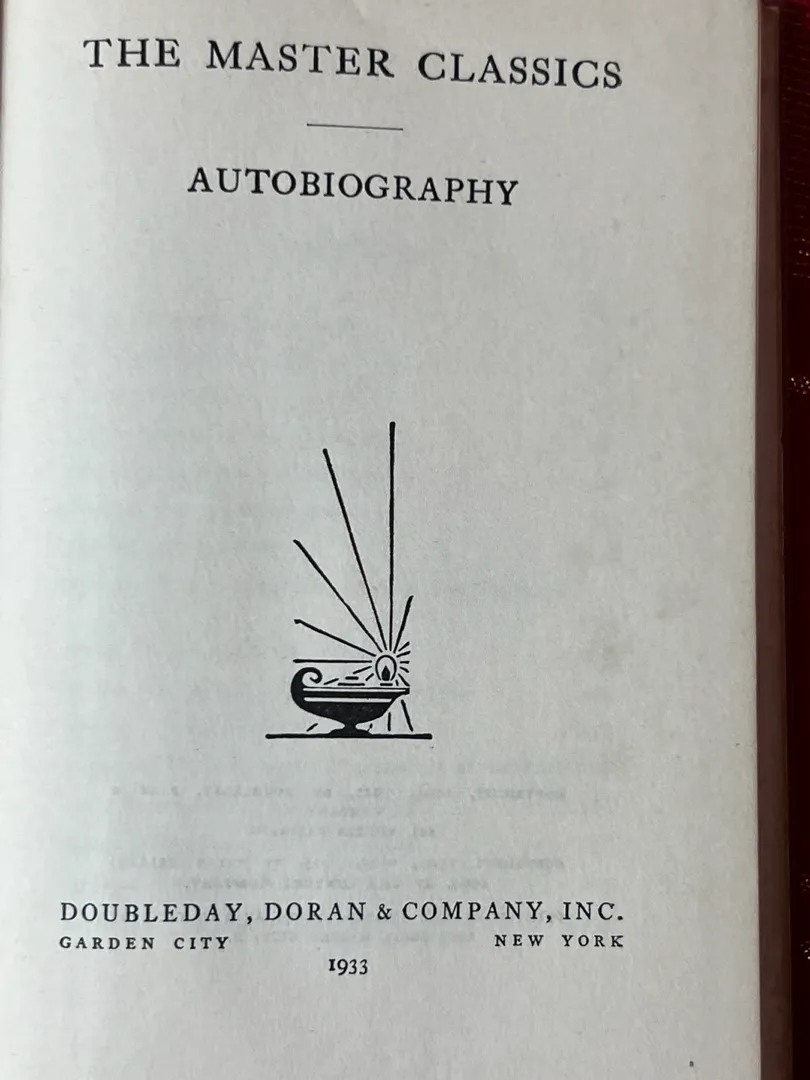 THE MASTER CLASSICS
AUTOBIOGRAPHY
DOUBLEDAY, DORAN & COMPANY, INC.
GARDEN CITY NEW YORK
1933